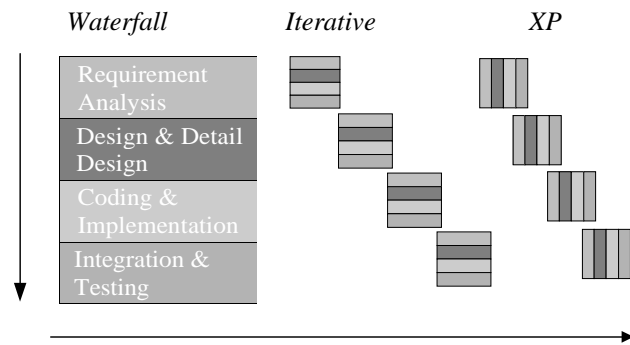 Waterfall
Iterative
XP
Requirement
Analysis
Design & Detail
Design
Coding &
Implementation
Integration &
Testing